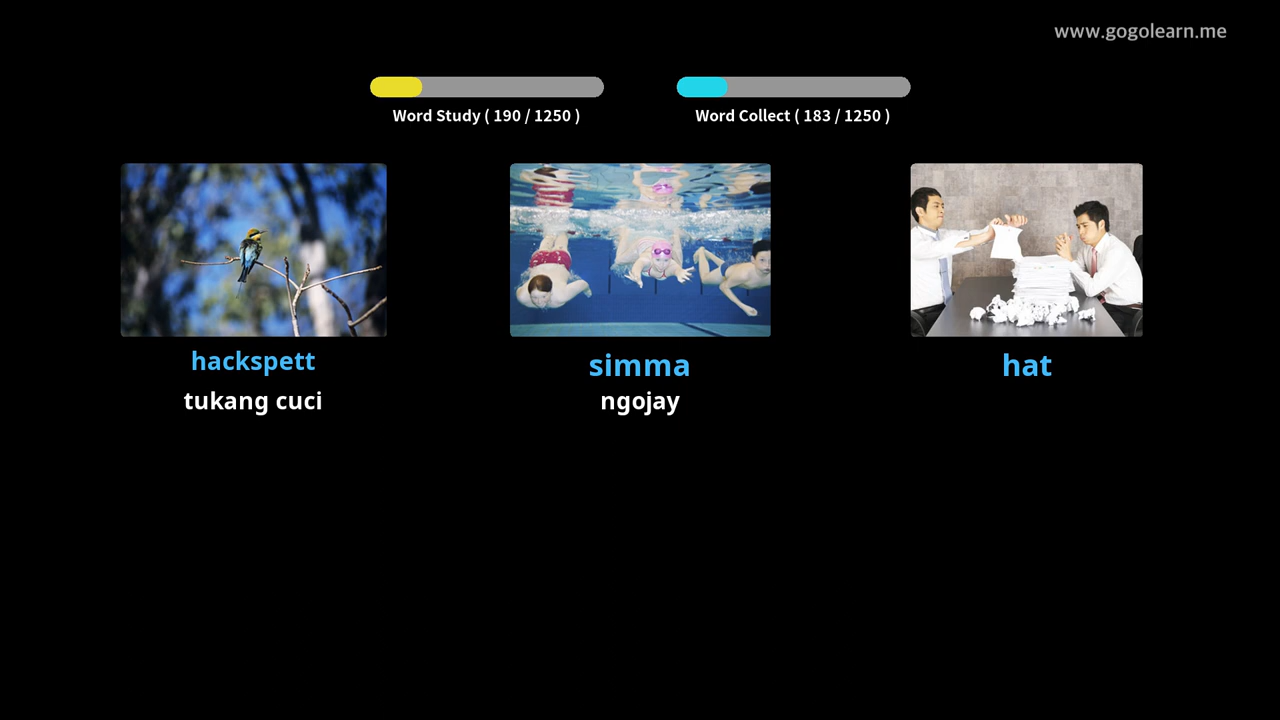 www.gogolearn.me
Word Study ( 190 / 1250 )
Word Collect ( 183 / 1250 )
hackspett
simma
hat
tukang cuci
ngojay